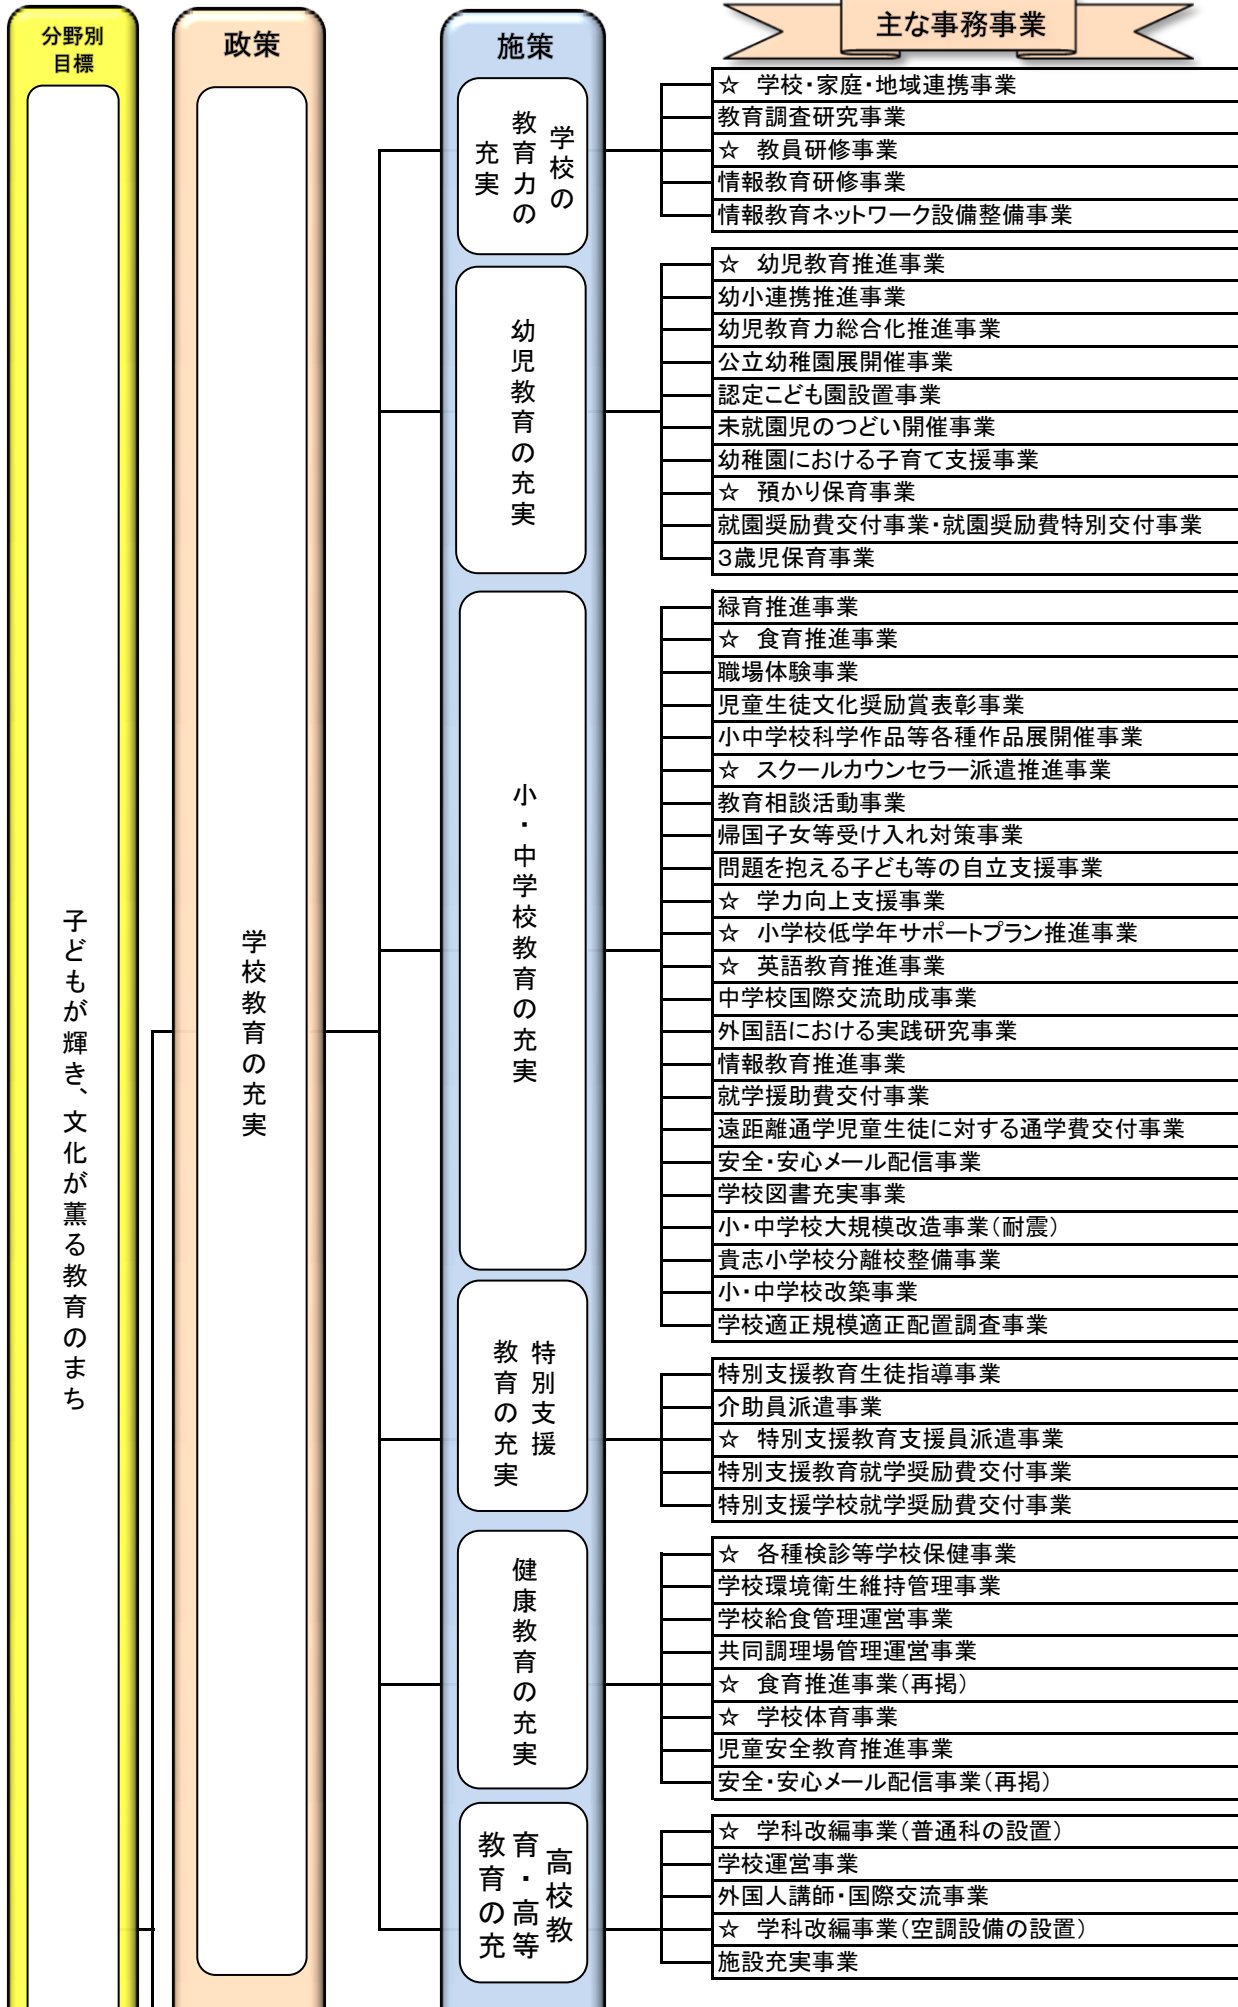 分野別
目標
政策
施策
主な事務事業
子どもが輝き、文化が薫る教育のまち
学校教育の充実
学校の
教育力の
充実
☆　学校・家庭・地域連携事業
教育調査研究事業
☆　教員研修事業
情報教育研修事業
情報教育ネットワーク設備整備事業
幼児教育の充実
☆　幼児教育推進事業
幼小連携推進事業
幼児教育力総合化推進事業
公立幼稚園展開催事業
認定こども園設置事業
未就園児のつどい開催事業
幼稚園における子育て支援事業
☆　預かり保育事業
就園奨励費交付事業・就園奨励費特別交付事業
3歳児保育事業
小・中学校教育の充実
緑育推進事業
☆　食育推進事業
職場体験事業
児童生徒文化奨励賞表彰事業
小中学校科学作品等各種作品展開催事業
☆　スクールカウンセラー派遣推進事業
教育相談活動事業
帰国子女等受け入れ対策事業
問題を抱える子ども等の自立支援事業
☆　学力向上支援事業
☆　小学校低学年サポートプラン推進事業
☆　英語教育推進事業
中学校国際交流助成事業
外国語における実践研究事業
情報教育推進事業
就学援助費交付事業
遠距離通学児童生徒に対する通学費交付事業
安全・安心メール配信事業
学校図書充実事業
小・中学校大規模改造事業（耐震）
貴志小学校分離校整備事業
小・中学校改築事業
学校適正規模適正配置調査事業
特別支援
教育の充実
特別支援教育生徒指導事業
介助員派遣事業
☆　特別支援教育支援員派遣事業
特別支援教育就学奨励費交付事業
特別支援学校就学奨励費交付事業
健康教育の充実
☆　各種検診等学校保健事業
学校環境衛生維持管理事業
学校給食管理運営事業
共同調理場管理運営事業
☆　食育推進事業（再掲）
☆　学校体育事業
児童安全教育推進事業
安全・安心メール配信事業（再掲）
高校教
育・高等
教育の充
☆　学科改編事業（普通科の設置）
学校運営事業
外国人講師・国際交流事業
☆　学科改編事業（空調設備の設置）
施設充実事業